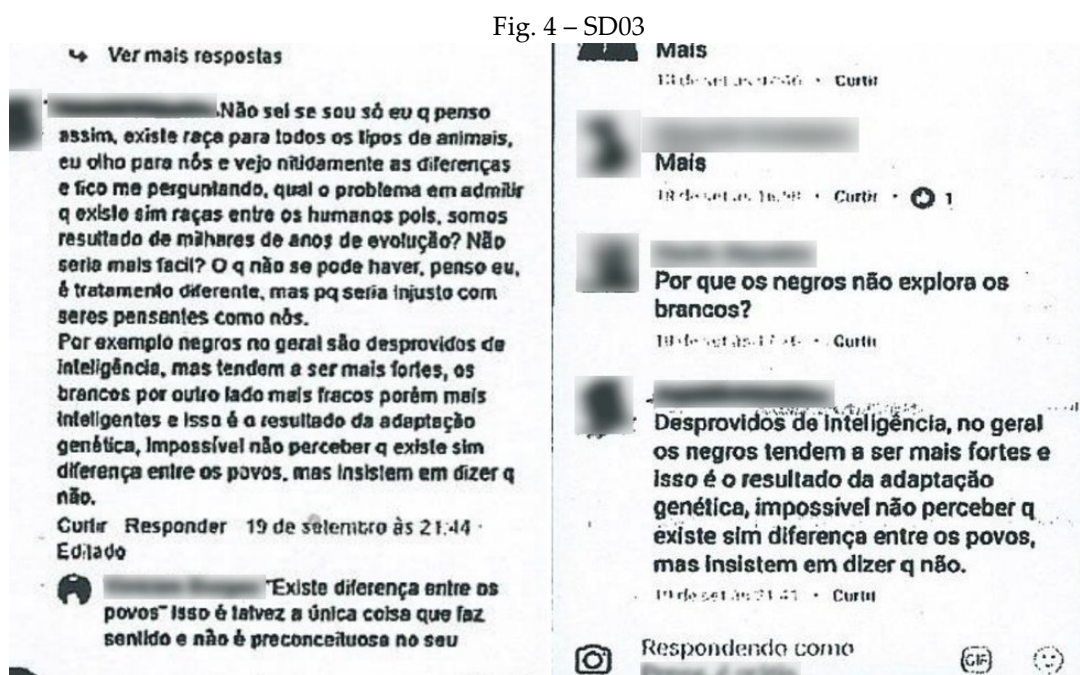 Fig. 4 – SD03
Ver mais respostas
Não sei se sou só eu q penso
assim, existe raça para todos os tipos de animais,
eu olho para nós e vejo nitidamente as diferenças
e fico me perguntando, qual o problema em admitir
q existe sim raças entre os humanos pois, somos
resultado de milhares de anos de evolução? Não
seria mais facil? O q não se pode haver, penso eu,
é tratamento diferente, mas pq seria injusto com
seres pensantes como nós.
Por exemplo negros no geral são desprovidos de
inteligência, mas tendem a ser mais fortes, os
brancos por outro lado mais fracos porém mais
inteligentes e isso é o resultado da adaptação
genética, impossível não perceber q existe sim
diferença entre os povos, mas insistem em dizer q
não.
Curtir Responder 19 de setembro às 21:44 ·
Editado
"Existe diferença entre os
povos" Isso é talvez a única coisa que faz
sentido e não é preconceituosa no seu
Mais
Curtir
Mais
Curtir · 1
Por que os negros não explora os
brancos?
Curtir
Desprovidos de inteligência, no geral
os negros tendem a ser mais fortes e
isso é o resultado da adaptação
genética, impossível não perceber q
existe sim diferença entre os povos,
mas insistem em dizer q não.
Curtir
Respondendo como
GIF